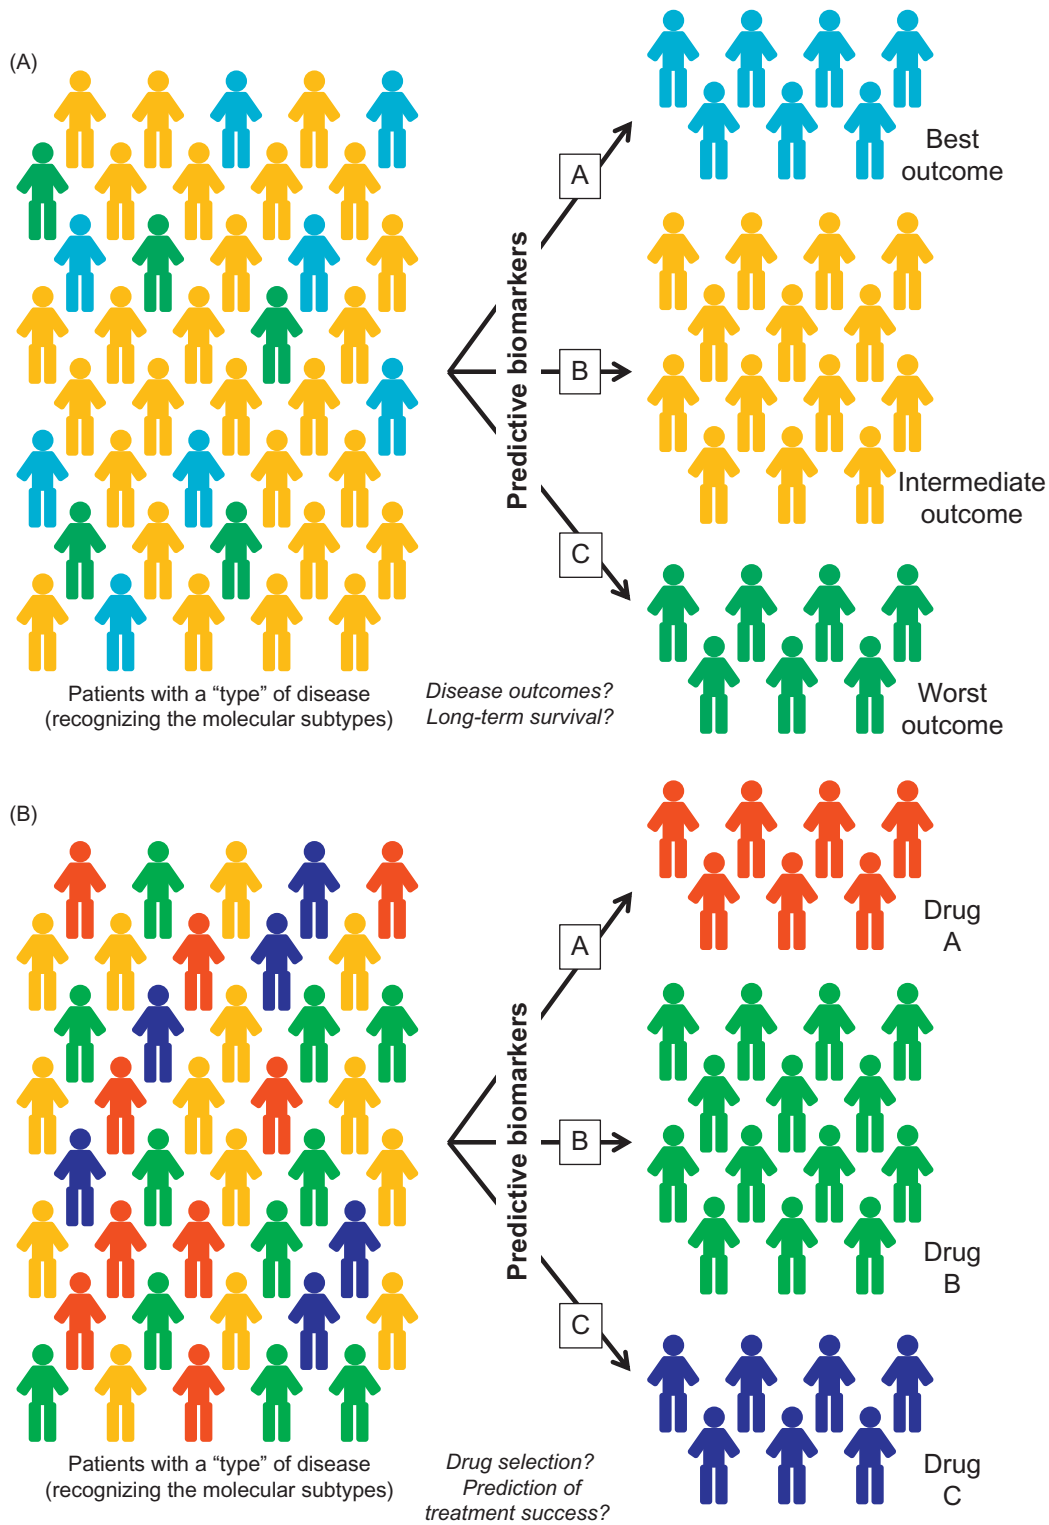 (A)
A
Best
outcome
Predictive biomarkers
B
Intermediate
outcome
C
Worst
outcome
Patients with a “type” of disease
(recognizing the molecular subtypes)
Disease outcomes?
Long-term survival?
(B)
A
Drug
A
Predictive biomarkers
B
Drug
B
C
Drug
C
Patients with a “type” of disease
(recognizing the molecular subtypes)
Drug selection?
Prediction of
treatment success?